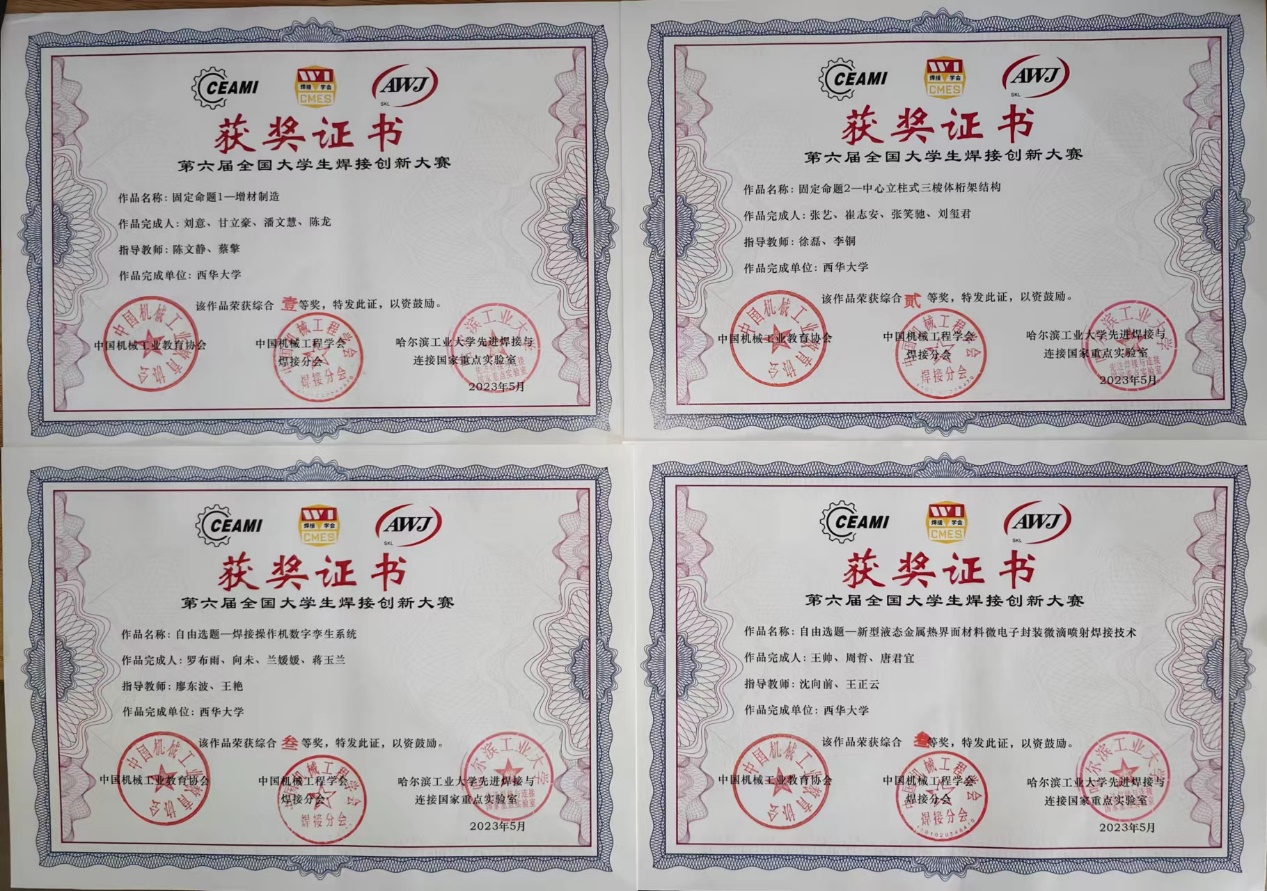 CEAMI
焊接 学会
CMES
AWJ
SKL
获奖证书
第六届全国大学生焊接创新大赛
作品名称：固定命题1—增材制造
作品完成人：刘意、甘立豪、潘文慧、陈龙
指导教师：陈文静、蔡擎
作品完成单位：西华大学
该作品荣获综合 壹等奖，特发此证，以资鼓励。
中国机械工业教育协会
中国机械工程学会
焊接分会
哈尔滨工业大学先进焊接与
连接国家重点实验室
2023年5月
CEAMI
焊接 学会
CMES
AWJ
SKL
获奖证书
第六届全国大学生焊接创新大赛
作品名称：固定命题2—中心立柱式三棱体桁架结构
作品完成人：张艺、崔志安、张笑驰、刘玺君
指导教师：徐磊、李铜
作品完成单位：西华大学
该作品荣获综合 贰 等奖，特发此证，以资鼓励。
中国机械工业教育协会
中国机械工程学会
焊接分会
哈尔滨工业大学先进焊接与
连接国家重点实验室
2023年5月
CEAMI
焊接 学会
CMES
AWJ
SKL
获奖证书
第六届全国大学生焊接创新大赛
作品名称：自由选题—焊接操作机数字孪生系统
作品完成人：罗布雨、向未、兰媛媛、蒋玉兰
指导教师：廖东波、王艳
作品完成单位：西华大学
该作品荣获综合 叁 等奖，特发此证，以资鼓励。
中国机械工业教育协会
中国机械工程学会
焊接分会
哈尔滨工业大学先进焊接与
连接国家重点实验室
2023年5月
CEAMI
焊接 学会
CMES
AWJ
SKL
获奖证书
第六届全国大学生焊接创新大赛
作品名称：自由选题—新型液态金属热界面材料微电子封装微滴喷射焊接技术
作品完成人：王帅、周哲、唐君宜
指导教师：沈向前、王正云
作品完成单位：西华大学
该作品荣获综合 叁等奖，特发此证，以资鼓励。
中国机械工业教育协会
中国机械工程学会
焊接分会
哈尔滨工业大学先进焊接与
连接国家重点实验室
2023年5月